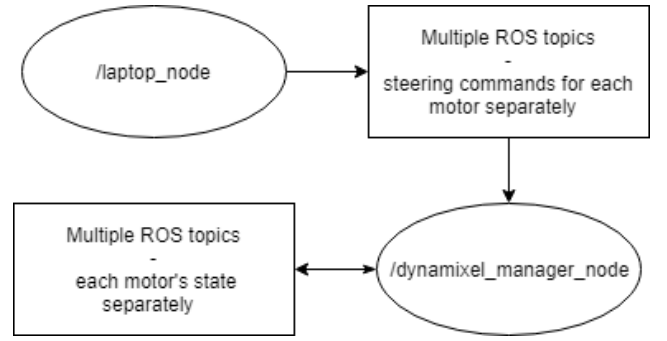 /laptop_node
Multiple ROS topics
-
steering commands for each
motor separately
Multiple ROS topics
-
each motor's state
separately
/dynamixel_manager_node